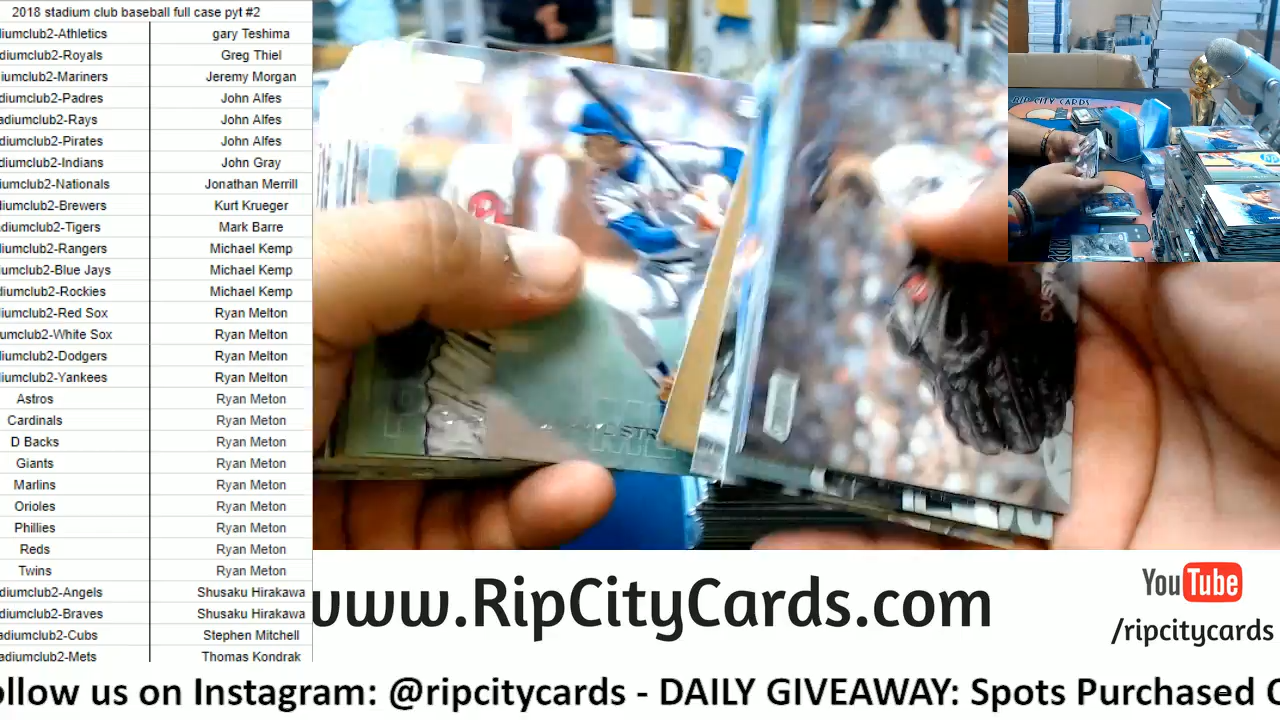 2018 stadium club baseball full case pyt #2
diumclub2-Athletics gary Teshima
diumclub2-Royals Greg Thiel
diumclub2-Mariners Jeremy Morgan
diumclub2-Padres John Alfes
adiumclub2-Rays John Alfes
diumclub2-Pirates John Alfes
diumclub2-Indians John Gray
iumclub2-Nationals Jonathan Merrill
diumclub2-Brewers Kurt Krueger
adiumclub2-Tigers Mark Barre
diumclub2-Rangers Michael Kemp
iumclub2-Blue Jays Michael Kemp
diumclub2-Rockies Michael Kemp
diumclub2-Red Sox Ryan Melton
umclub2-White Sox Ryan Melton
diumclub2-Dodgers Ryan Melton
diumclub2-Yankees Ryan Melton
Astros Ryan Meton
Cardinals Ryan Meton
D Backs Ryan Meton
Giants Ryan Meton
Marlins Ryan Meton
Orioles Ryan Meton
Phillies Ryan Meton
Reds Ryan Meton
Twins Ryan Meton
diumclub2-Angels Shusaku Hirakawa
diumclub2-Braves Shusaku Hirakawa
adiumclub2-Cubs Stephen Mitchell
adiumclub2-Mets Thomas Kondrak
RIP CITY CARDS
www.RipCityCards.com
YouTube
/ripcitycards
ollow us on Instagram: @ripcitycards - DAILY GIVEAWAY: Spots Purchased